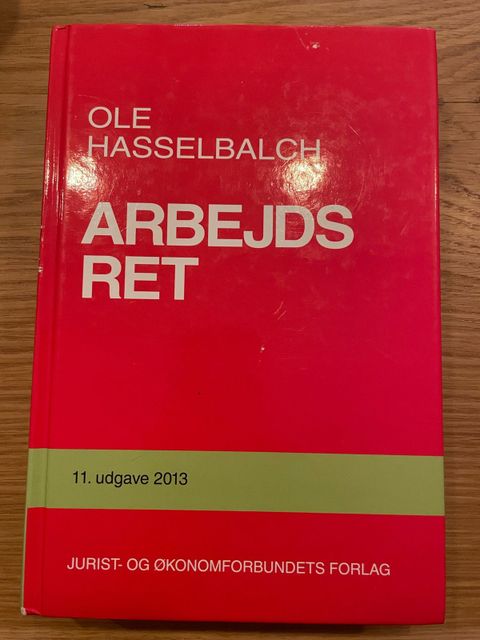 OLE
HASSELBALCH
ARBEJDS
RET
11. udgave 2013
JURIST- OG ØKONOMFORBUNDETS FORLAG